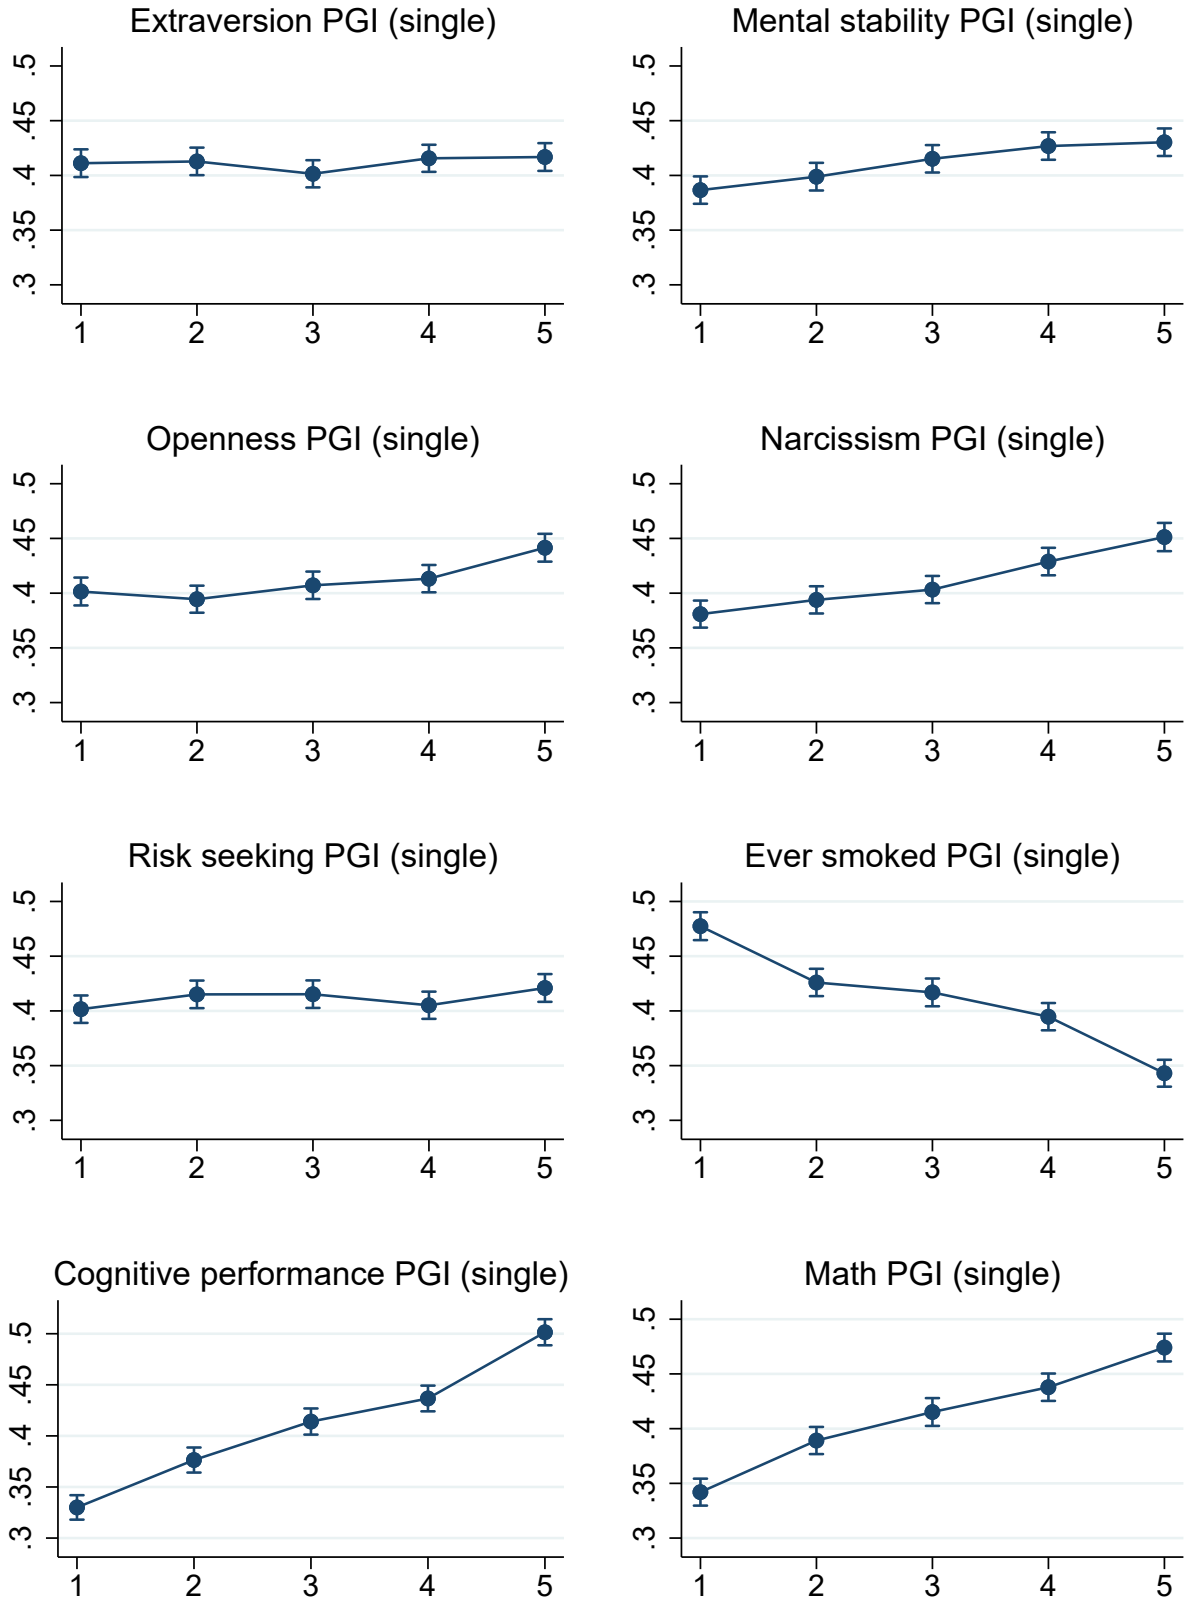 Extraversion PGI (single)
.5
.45
.4
.35
.3
1 2 3 4 5
Mental stability PGI (single)
.5
.45
.4
.35
.3
1 2 3 4 5
Openness PGI (single)
.5
.45
.4
.35
.3
1 2 3 4 5
Narcissism PGI (single)
.5
.45
.4
.35
.3
1 2 3 4 5
Risk seeking PGI (single)
.5
.45
.4
.35
.3
1 2 3 4 5
Ever smoked PGI (single)
.5
.45
.4
.35
.3
1 2 3 4 5
Cognitive performance PGI (single)
.5
.45
.4
.35
.3
1 2 3 4 5
Math PGI (single)
.5
.45
.4
.35
.3
1 2 3 4 5